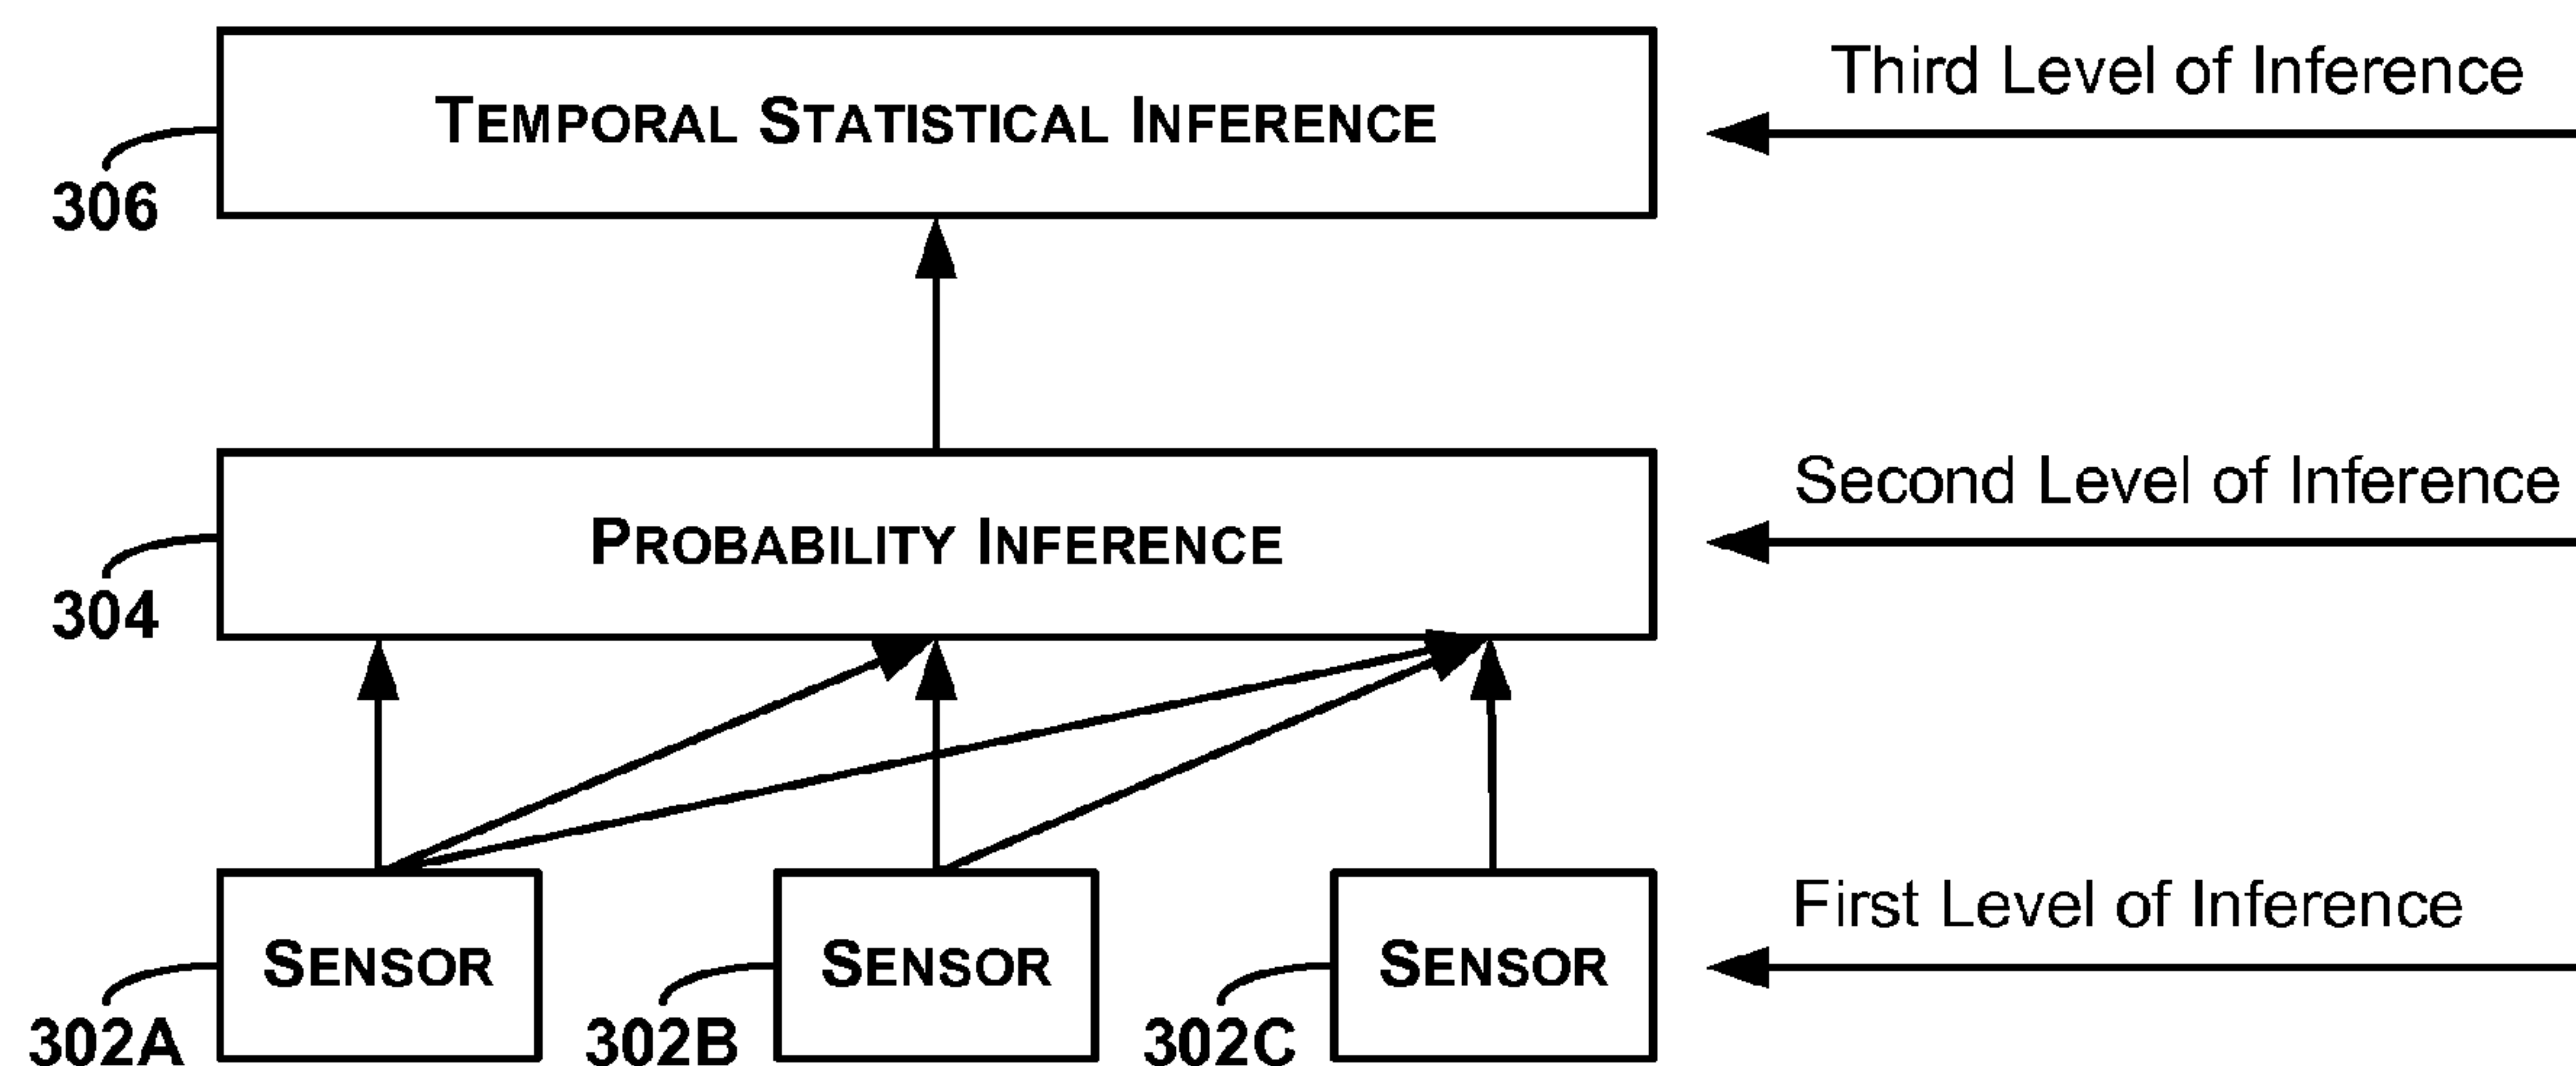 TEMPORAL STATISTICAL INFERENCE
Third Level of Inference
306
PROBABILITY INFERENCE
Second Level of Inference
304
SENSOR
SENSOR
SENSOR
First Level of Inference
302A
302B
302C